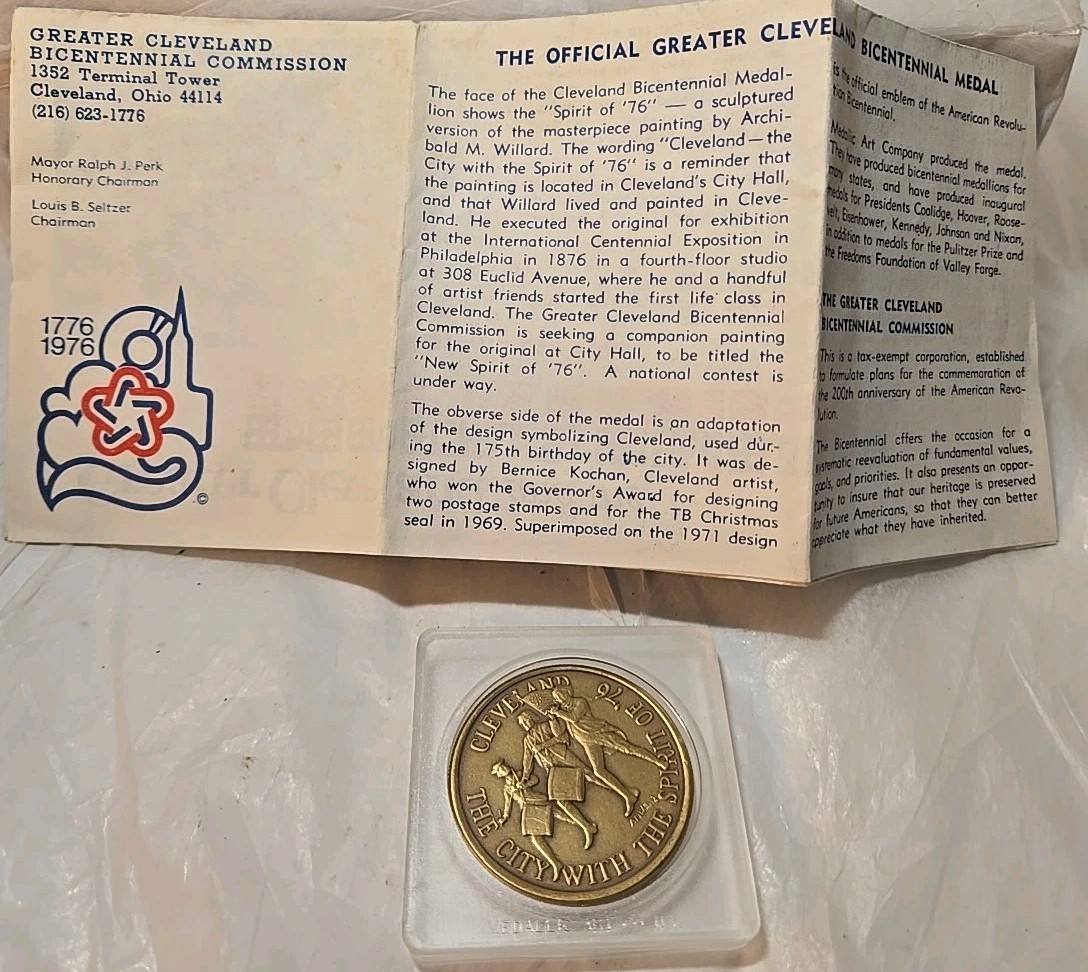 GREATER CLEVELAND
BICENTENNIAL COMMISSION
1352 Terminal Tower
Cleveland, Ohio 44114
(216) 623-1776
Mayor Ralph J. Perk
Honorary Chairman
Louis B. Seltzer
Chairman
1776
1976
©
THE OFFICIAL GREATER CLEVELAND BICENTENNIAL MEDAL
The face of the Cleveland Bicentennial Medal-
lion shows the "Spirit of '76" — a sculptured
version of the masterpiece painting by Archi-
bald M. Willard. The wording "Cleveland — the
City with the Spirit of '76" is a reminder that
the painting is located in Cleveland's City Hall,
and that Willard lived and painted in Cleve-
land. He executed the original for exhibition
at the International Centennial Exposition in
Philadelphia in 1876 in a fourth-floor studio
at 308 Euclid Avenue, where he and a handful
of artist friends started the first life class in
Cleveland. The Greater Cleveland Bicentennial
Commission is seeking a companion painting
for the original at City Hall, to be titled the
"New Spirit of '76". A national contest is
under way.
The obverse side of the medal is an adaptation
of the design symbolizing Cleveland, used dur-
ing the 175th birthday of the city. It was de-
signed by Bernice Kochan, Cleveland artist,
who won the Governor's Award for designing
two postage stamps and for the TB Christmas
seal in 1969. Superimposed on the 1971 design
is the official emblem of the American Revolu-
tion Bicentennial.
Medallic Art Company produced the medal.
They have produced bicentennial medallions for
many states, and have produced inaugural
medals for Presidents Coolidge, Hoover, Roose-
velt, Eisenhower, Kennedy, Johnson and Nixon,
in addition to medals for the Pulitzer Prize and
the Freedoms Foundation of Valley Forge.
THE GREATER CLEVELAND
BICENTENNIAL COMMISSION
This is a tax-exempt corporation, established
to formulate plans for the commemoration of
the 200th anniversary of the American Revo-
lution.
The Bicentennial offers the occasion for a
systematic reevaluation of fundamental values,
goals, and priorities. It also presents an oppor-
tunity to insure that our heritage is preserved
for future Americans, so that they can better
appreciate what they have inherited.
CLEVELAND
THE CITY WITH THE SPIRIT OF 76